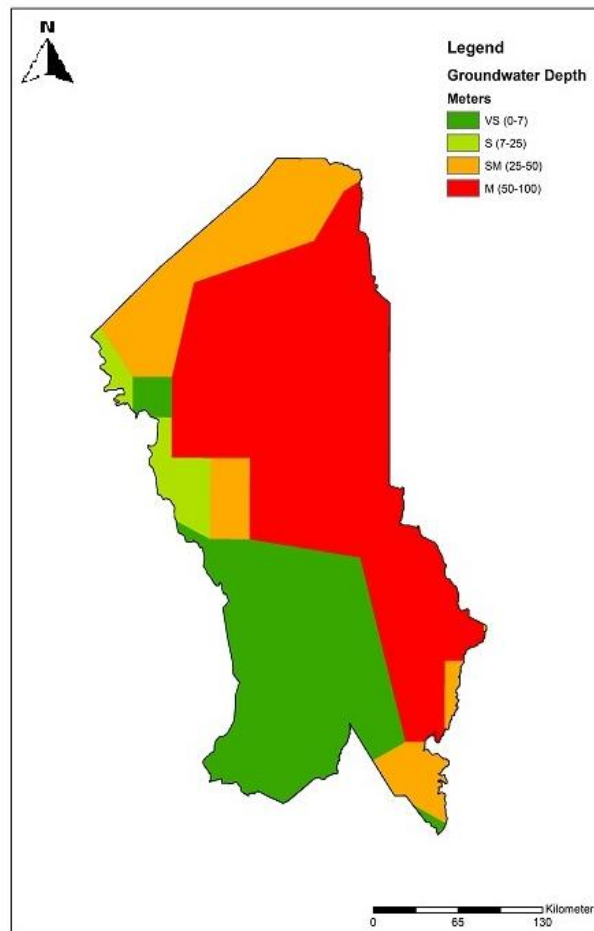 N
Legend
Groundwater Depth
Meters
VS (0-7)
S (7-25)
SM (25-50)
M (50-100)
Kilometer
0 65 130